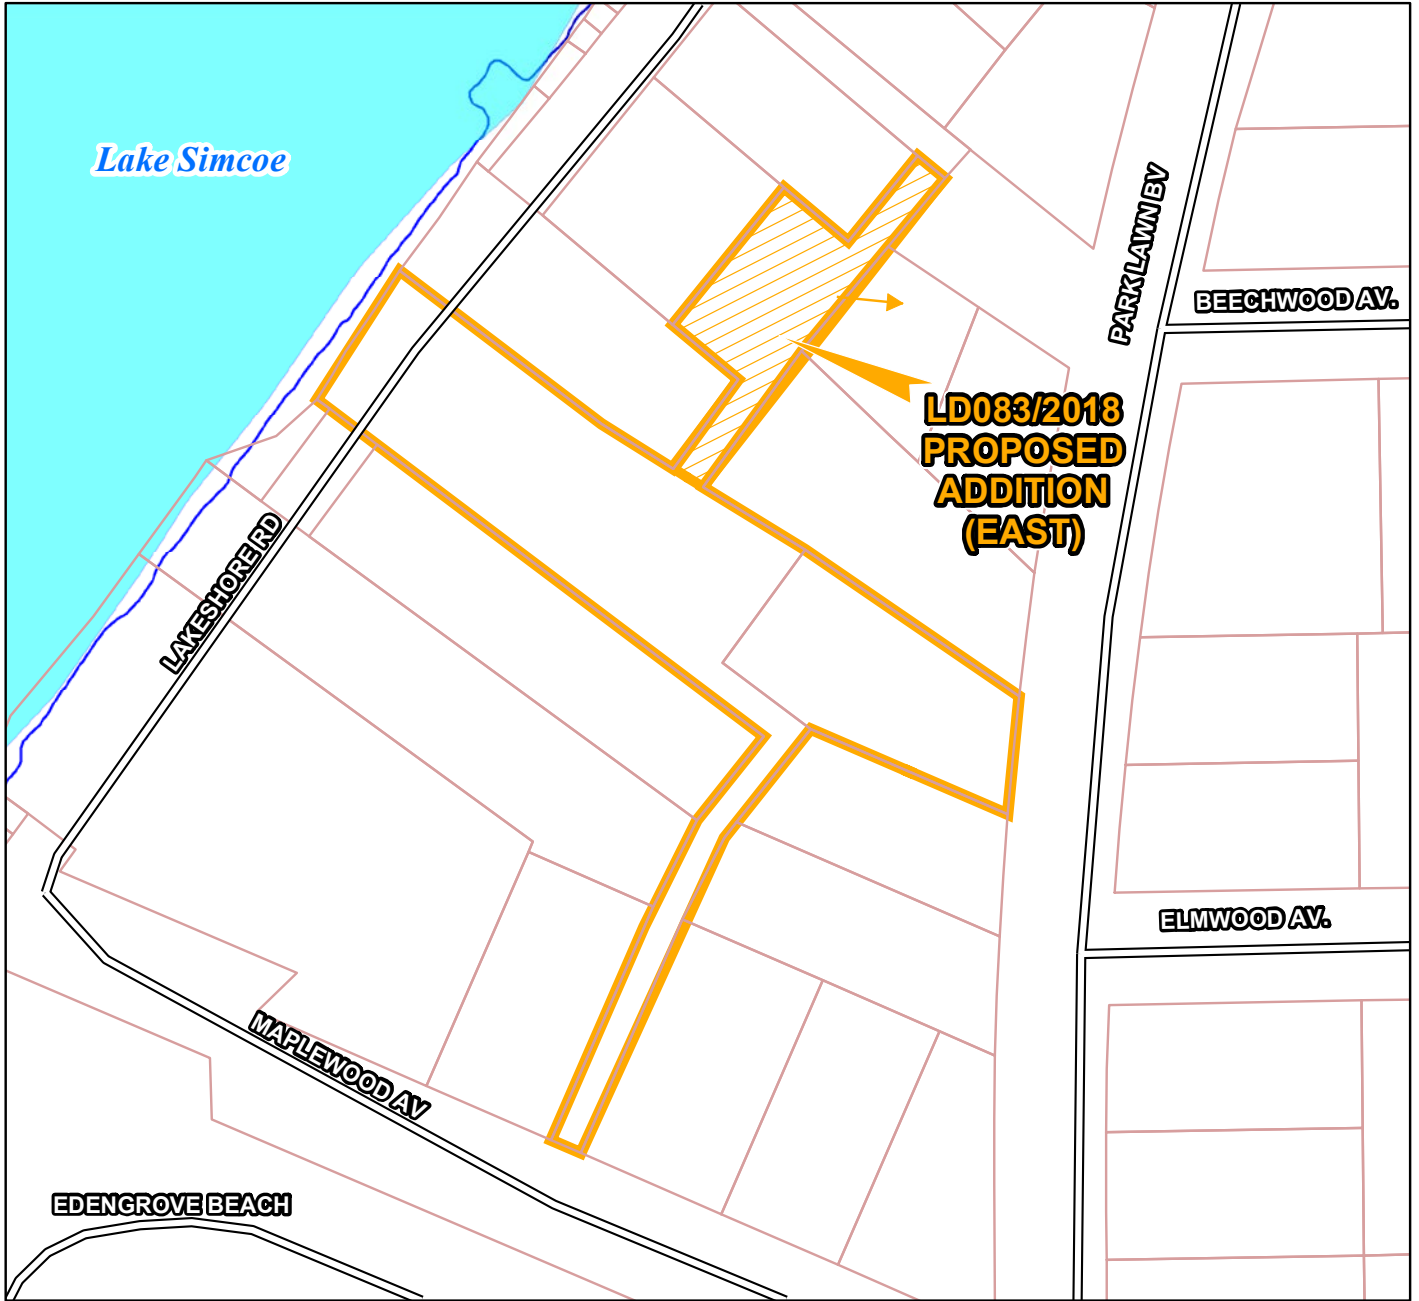 Lake Simcoe
PARK LAWN BV
BEECHWOOD AV.
LD083/2018
PROPOSED
ADDITION
(EAST)
LAKESHORE RD
ELMWOOD AV.
MAPLEWOOD AV
EDENGROVE BEACH